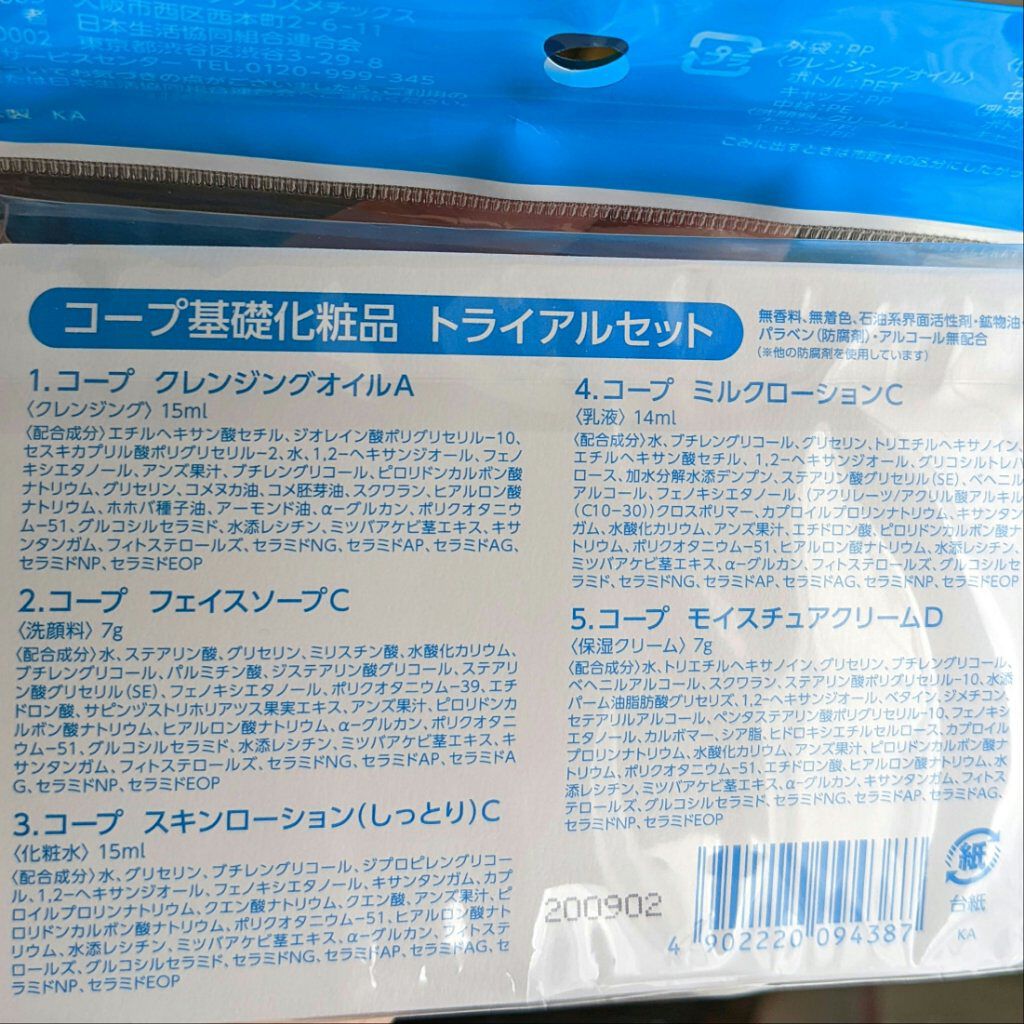 大阪市西区西本町2-6-11
0002 日本生活協同組合連合会
東京都渋谷区渋谷3-29-8
サービスセンター TEL.0120-999-345
製 KA
外袋:PP
〈クレンジングオイル〉
ボトル:PET
キャップ:PP
コープ基礎化粧品 トライアルセット
無香料、無着色、石油系界面活性剤・鉱物油・
パラベン(防腐剤)・アルコール無配合
(※他の防腐剤を使用しています)
1.コープ クレンジングオイルA
〈クレンジング〉 15ml
〈配合成分〉エチルヘキサン酸セチル、ジオレイン酸ポリグリセリル-10、
セスキカプリル酸ポリグリセリル-2、水、1,2-ヘキサンジオール、フェノ
キシエタノール、アンズ果汁、ブチレングリコール、ピロリドンカルボン酸
ナトリウム、グリセリン、コメヌカ油、コメ胚芽油、スクワラン、ヒアルロン酸
ナトリウム、ホホバ種子油、アーモンド油、α-グルカン、ポリクオタニウ
ム-51、グルコシルセラミド、水添レシチン、ミツバアケビ茎エキス、キサ
ンタンガム、フィトステロールズ、セラミドNG、セラミドAP、セラミドAG、
セラミドNP、セラミドEOP
2.コープ フェイスソープC
〈洗顔料〉 7g
〈配合成分〉水、ステアリン酸、グリセリン、ミリスチン酸、水酸化カリウム、
ブチレングリコール、パルミチン酸、ジステアリン酸グリコール、ステアリ
ン酸グリセリル(SE)、フェノキシエタノール、ポリクオタニウム-39、エチ
ドロン酸、サピンヅストリホリアツス果実エキス、アンズ果汁、ピロリドンカ
ルボン酸ナトリウム、ヒアルロン酸ナトリウム、α-グルカン、ポリクオタニ
ウム-51、グルコシルセラミド、水添レシチン、ミツバアケビ茎エキス、キ
サンタンガム、フィトステロールズ、セラミドNG、セラミドAP、セラミドA
G、セラミドNP、セラミドEOP
3.コープ スキンローション(しっとり)C
〈化粧水〉 15ml
〈配合成分〉水、グリセリン、ブチレングリコール、ジプロピレングリコー
ル、1,2-ヘキサンジオール、フェノキシエタノール、キサンタンガム、カプ
ロイルプロリンナトリウム、クエン酸ナトリウム、クエン酸、アンズ果汁、ピ
ロリドンカルボン酸ナトリウム、ポリクオタニウム-51、ヒアルロン酸ナト
リウム、水添レシチン、ミツバアケビ茎エキス、α-グルカン、フィトステ
ロールズ、グルコシルセラミド、セラミドNG、セラミドAP、セラミドAG、セ
ラミドNP、セラミドEOP
4.コープ ミルクローションC
〈乳液〉 14ml
〈配合成分〉水、ブチレングリコール、グリセリン、トリエチルヘキサノイン、
エチルヘキサン酸セチル、1,2-ヘキサンジオール、グリコシルトレハ
ロース、加水分解水添デンプン、ステアリン酸グリセリル(SE)、ベヘニル
アルコール、フェノキシエタノール、(アクリレーツ/アクリル酸アルキル
(C10-30))クロスポリマー、カプロイルプロリンナトリウム、キサンタン
ガム、水酸化カリウム、アンズ果汁、エチドロン酸、ピロリドンカルボン酸ナ
トリウム、ポリクオタニウム-51、ヒアルロン酸ナトリウム、水添レシチン、
ミツバアケビ茎エキス、α-グルカン、フィトステロールズ、グルコシルセ
ラミド、セラミドNG、セラミドAP、セラミドAG、セラミドNP、セラミドEOP
5.コープ モイスチュアクリームD
〈保湿クリーム〉 7g
〈配合成分〉水、トリエチルヘキサノイン、グリセリン、ブチレングリコール、
ベヘニルアルコール、スクワラン、ステアリン酸ポリグリセリル-10、水添
パーム油脂肪酸グリセリズ、1,2-ヘキサンジオール、ベタイン、ジメチコン、
セテアリルアルコール、ペンタステアリン酸ポリグリセリル-10、フェノキシ
エタノール、カルボマー、シア脂、ヒドロキシエチルセルロース、カプロイル
プロリンナトリウム、水酸化カリウム、アンズ果汁、ピロリドンカルボン酸ナ
トリウム、ポリクオタニウム-51、エチドロン酸、ヒアルロン酸ナトリウム、水
添レシチン、ミツバアケビ茎エキス、α-グルカン、キサンタンガム、フィトス
テロールズ、グルコシルセラミド、セラミドNG、セラミドAP、セラミドAG、
セラミドNP、セラミドEOP
200902
4 902220 094387
紙
台紙
KA